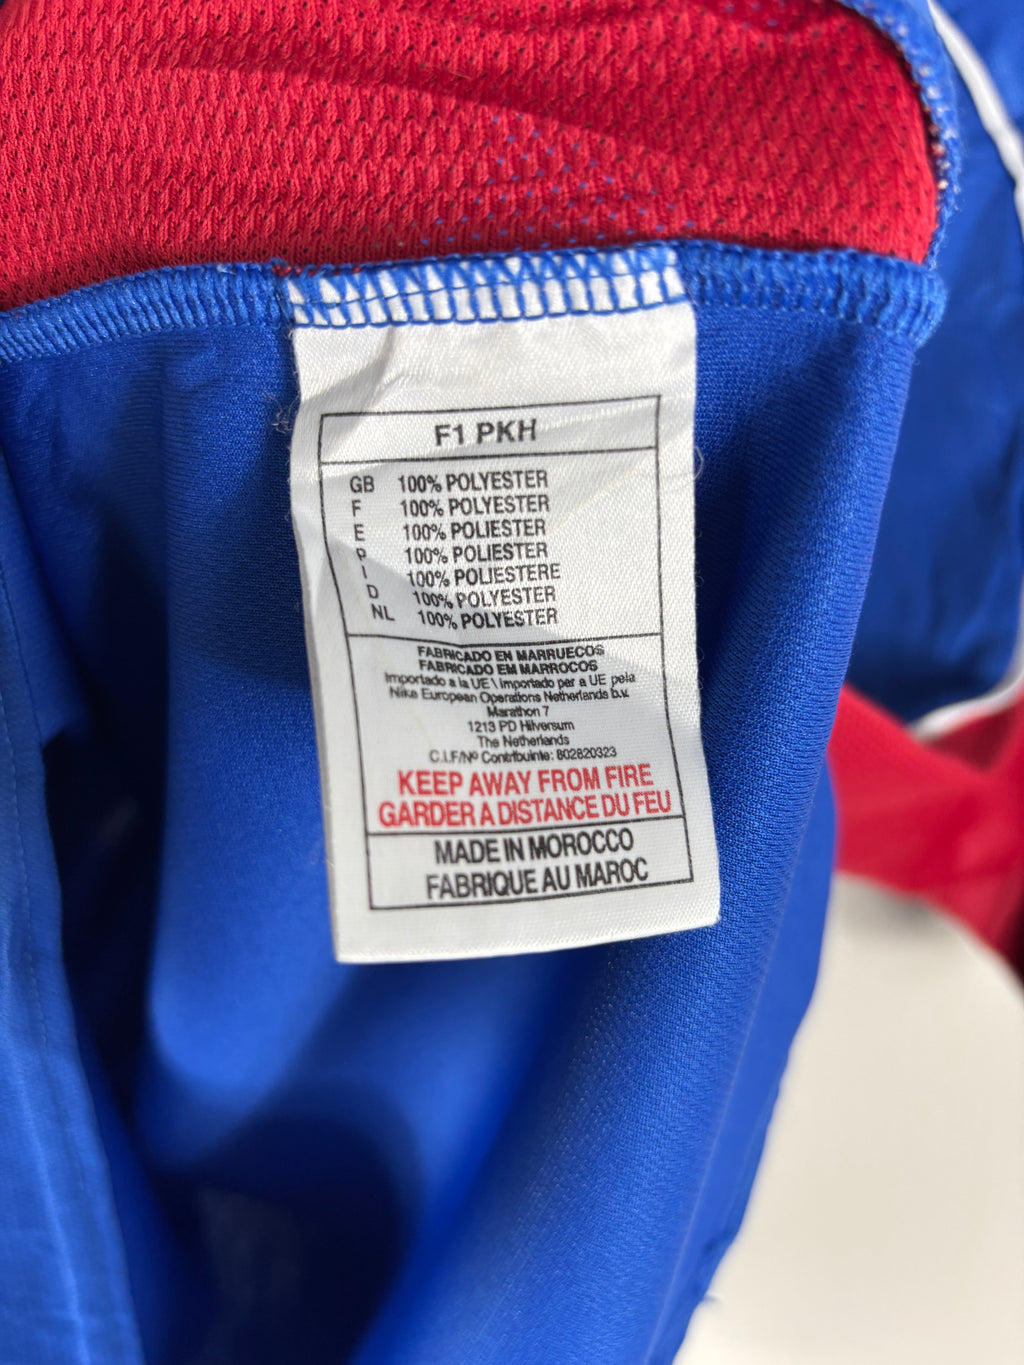 F1 PKH
GB 100% POLYESTER
F 100% POLYESTER
E 100% POLIESTER
P 100% POLIESTER
I 100% POLIESTERE
D 100% POLYESTER
NL 100% POLYESTER
FABRICADO EN MARRUECOS
FABRICADO EM MARROCOS
Importado a la UE \ importado per a UE pela
Nike European Operations Netherlands b.v.
Marathon 7
1213 PD Hilversum
The Netherlands
C.I.F/Nº Contribuinte: 802820323
KEEP AWAY FROM FIRE
GARDER A DISTANCE DU FEU
MADE IN MOROCCO
FABRIQUE AU MAROC